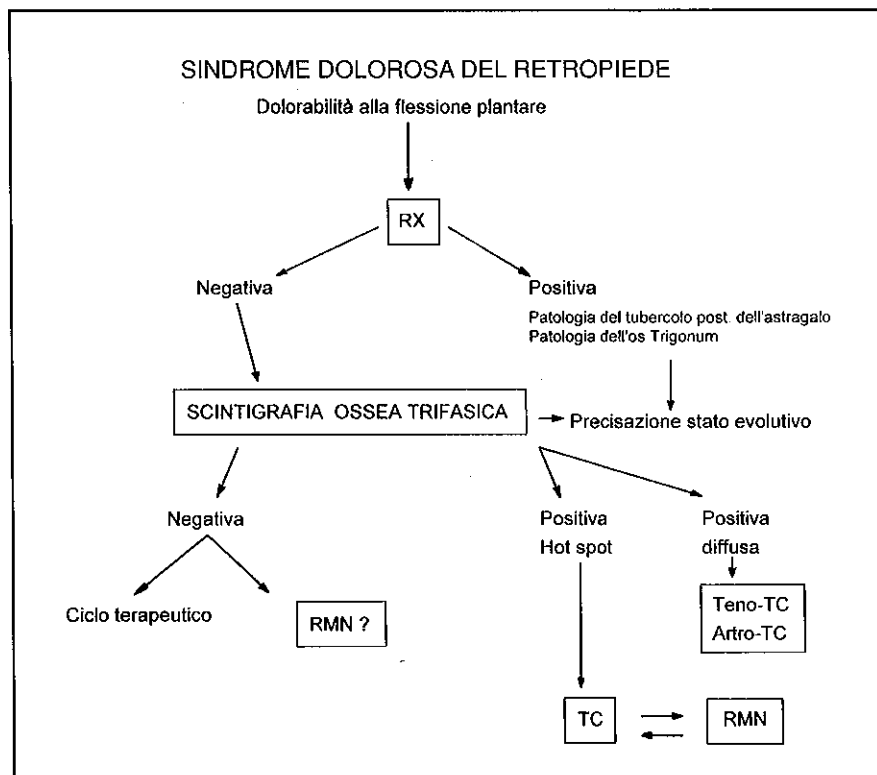 SINDROME DOLOROSA DEL RETROPIEDE
Dolorabilità alla flessione plantare
RX
Negativa
Positiva
Patologia del tubercolo post. dell'astragalo
Patologia dell'os Trigonum
SCINTIGRAFIA OSSEA TRIFASICA
Precisazione stato evolutivo
Negativa
Positiva
Hot spot
Positiva
diffusa
Ciclo terapeutico
RMN ?
Teno-TC
Artro-TC
TC
RMN